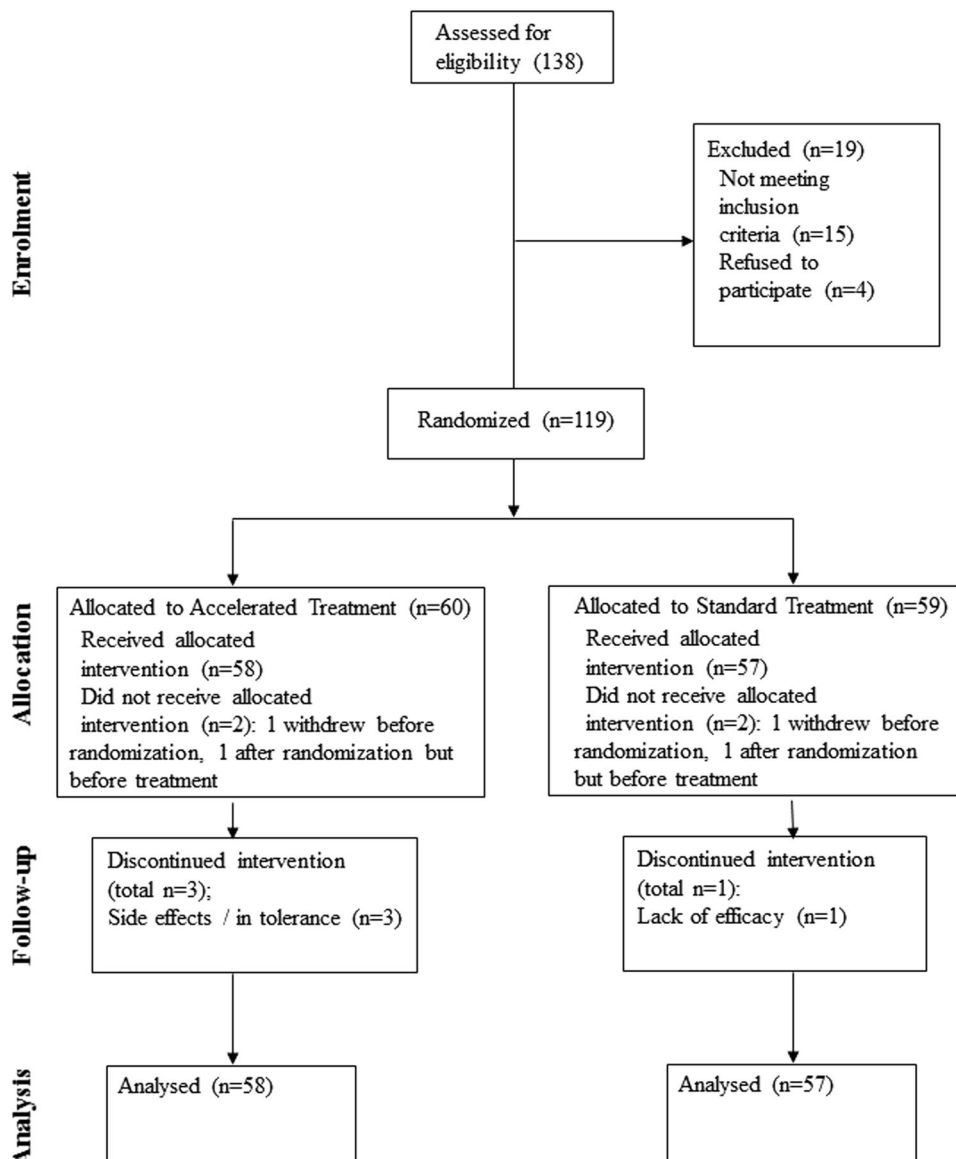 Assessed for
eligibility (138)
Enrolment
Excluded (n=19)
Not meeting
inclusion
criteria (n=15)
Refused to
participate (n=4)
Randomized (n=119)
Allocation
Allocated to Accelerated Treatment (n=60)
Received allocated
intervention (n=58)
Did not receive allocated
intervention (n=2): 1 withdrew before
randomization, 1 after randomization but
before treatment
Allocated to Standard Treatment (n=59)
Received allocated
intervention (n=57)
Did not receive allocated
intervention (n=2): 1 withdrew before
randomization, 1 after randomization
but before treatment
Follow-up
Discontinued intervention
(total n=3);
Side effects / in tolerance (n=3)
Discontinued intervention
(total n=1):
Lack of efficacy (n=1)
Analysis
Analysed (n=58)
Analysed (n=57)